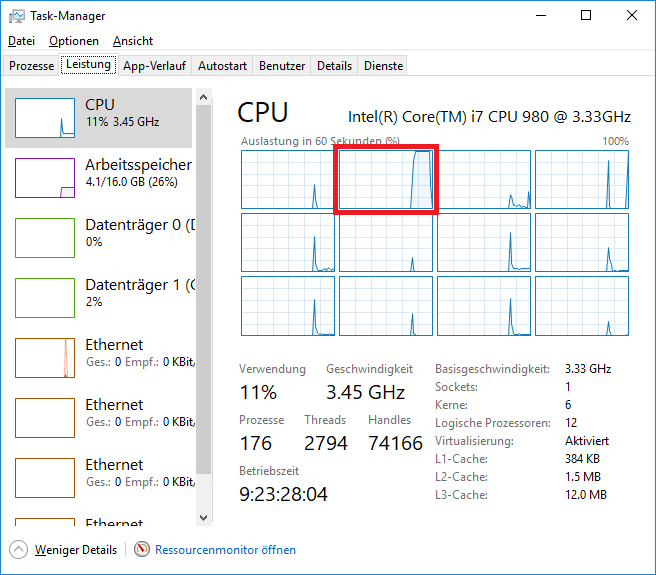 Task-Manager
Datei Optionen Ansicht
Prozesse Leistung App-Verlauf Autostart Benutzer Details Dienste
CPU
11% 3.45 GHz
Arbeitsspeicher
4.1/16.0 GB (26%)
Datenträger 0 (D
0%
Datenträger 1 (C
2%
Ethernet
Ges.: 0 Empf.: 0 KBit/
Ethernet
Ges.: 0 Empf.: 0 KBit/
Ethernet
Ges.: 0 Empf.: 0 KBit/
Ethernet
CPU
Intel(R) Core(TM) i7 CPU 980 @ 3.33GHz
Auslastung in 60 Sekunden (%) 100%
Verwendung Geschwindigkeit
11% 3.45 GHz
Prozesse Threads Handles
176 2794 74166
Betriebszeit
9:23:28:04
Basisgeschwindigkeit: 3.33 GHz
Sockets: 1
Kerne: 6
Logische Prozessoren: 12
Virtualisierung: Aktiviert
L1-Cache: 384 KB
L2-Cache: 1.5 MB
L3-Cache: 12.0 MB
Weniger Details Ressourcenmonitor öffnen